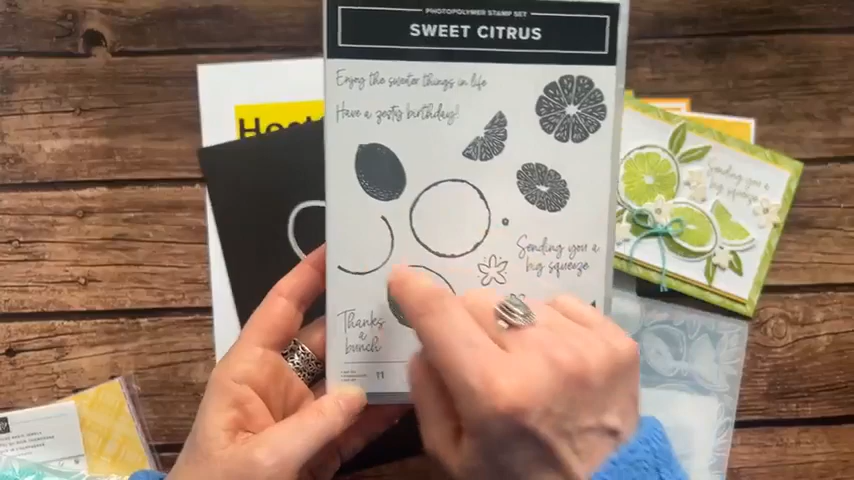 PHOTOPOLYMER STAMP SET
SWEET CITRUS
Enjoy the sweeter things in life
Have a zesty birthday!
Sending you a
big squeeze
Thanks
a
bunch
Sending you a
big squeeze